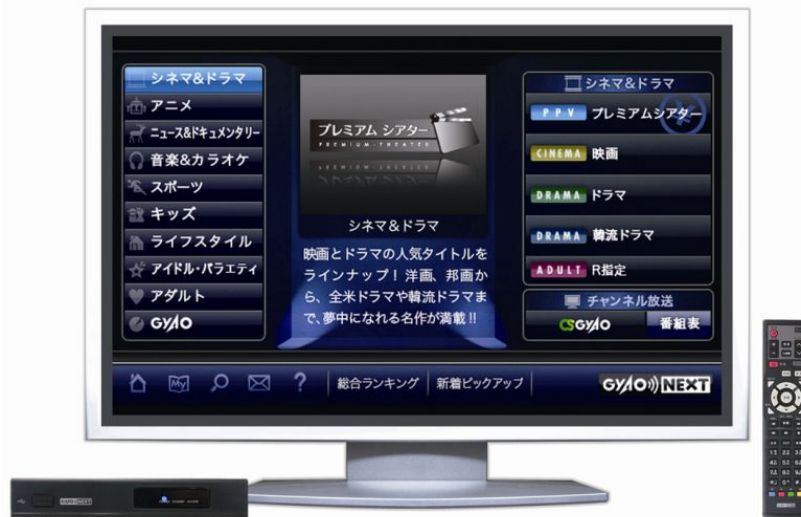 シネマ&ドラマ
アニメ
ニュース&ドキュメンタリー
音楽&カラオケ
スポーツ
キッズ
ライフスタイル
アイドル・バラエティ
アダルト
GYAO
プレミアム シアター
PREMIUM-THEATER
シネマ&ドラマ
映画とドラマの人気タイトルを
ラインナップ！洋画、邦画か
ら、全米ドラマや韓流ドラマま
で、夢中になれる名作が満載!!
シネマ&ドラマ
PPV プレミアムシアター
CINEMA 映画
DRAMA ドラマ
DRAMA 韓流ドラマ
ADULT R指定
チャンネル放送
CSGYAO 番組表
My ? 総合ランキング 新着ピックアップ GYAO NEXT
GYAO NEXT